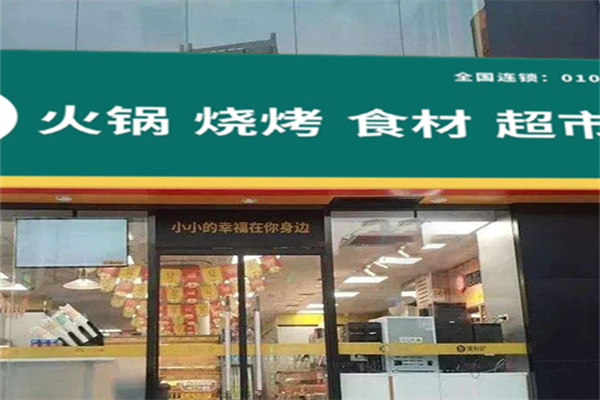 全国连锁：010
火锅 烧烤 食材 超市
小小的幸福在你身边